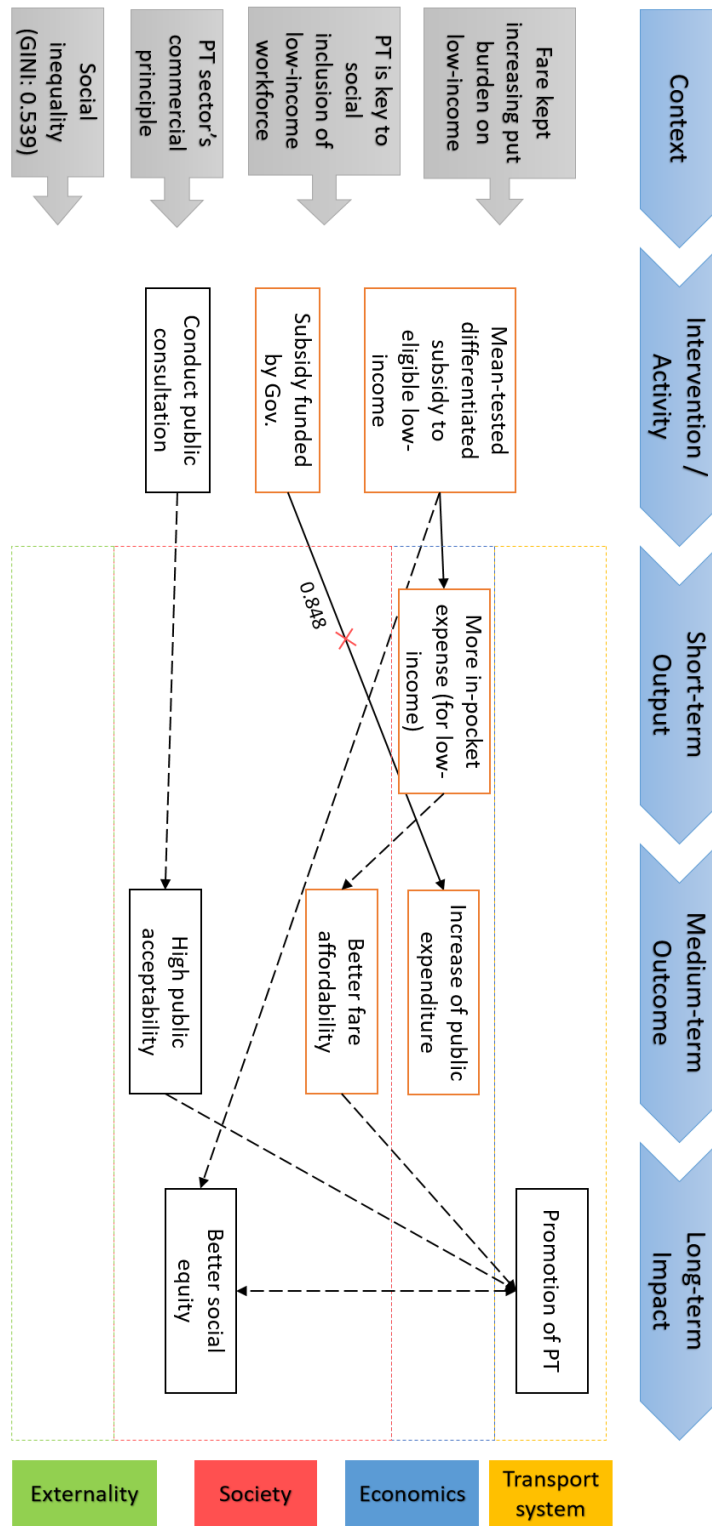 Context
Intervention /
Activity
Short-term
Output
Medium-term
Outcome
Long-term
Impact
Fare kept
increasing put
burden on
low-income
PT is key to
social
inclusion of
low-income
workforce
PT sector's
commercial
principle
Social
inequality
(GINI: 0.539)
Mean-tested
differentiated
subsidy to
eligible low-
income
Subsidy funded
by Gov.
Conduct public
consultation
0.848
More in-pocket
expense (for low-
income)
Increase of public
expenditure
Better fare
affordability
High public
acceptability
Promotion of PT
Better social
equity
Transport
system
Economics
Society
Externality